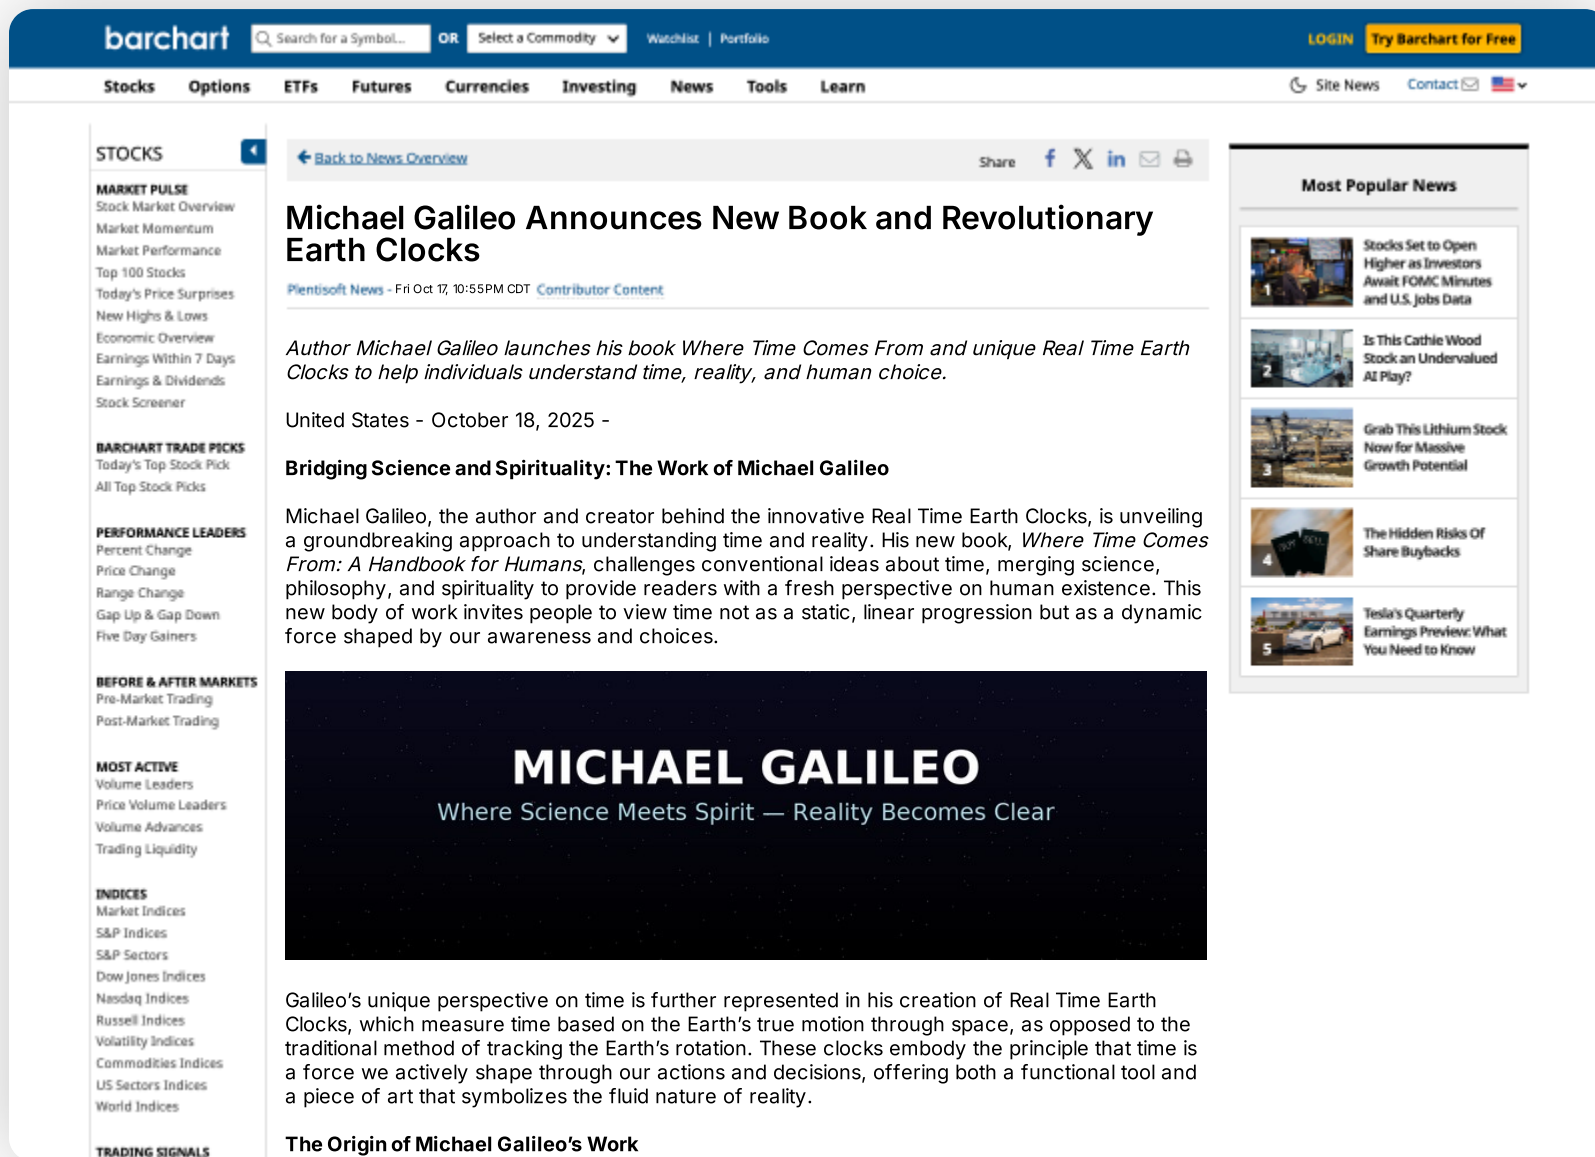 barchart
Search for a Symbol...
OR
Select a Commodity
Watchlist | Portfolio
LOGIN
Try Barchart for Free
Stocks
Options
ETFs
Futures
Currencies
Investing
News
Tools
Learn
Site News
Contact
STOCKS
MARKET PULSE
Stock Market Overview
Market Momentum
Market Performance
Top 100 Stocks
Today's Price Surprises
New Highs & Lows
Economic Overview
Earnings Within 7 Days
Earnings & Dividends
Stock Screener
BARCHART TRADE PICKS
Today's Top Stock Pick
All Top Stock Picks
PERFORMANCE LEADERS
Percent Change
Price Change
Range Change
Gap Up & Gap Down
Five Day Gainers
BEFORE & AFTER MARKETS
Pre-Market Trading
Post-Market Trading
MOST ACTIVE
Volume Leaders
Price Volume Leaders
Volume Advances
Trading Liquidity
INDICES
Market Indices
S&P Indices
S&P Sectors
Dow Jones Indices
Nasdaq Indices
Russell Indices
Volatility Indices
Commodities Indices
US Sectors Indices
World Indices
TRADING SIGNALS
Back to News Overview
Share
Michael Galileo Announces New Book and Revolutionary
Earth Clocks
Plentisoft News - Fri Oct 17, 10:55PM CDT Contributor Content
Author Michael Galileo launches his book Where Time Comes From and unique Real Time Earth
Clocks to help individuals understand time, reality, and human choice.
United States - October 18, 2025 -
Bridging Science and Spirituality: The Work of Michael Galileo
Michael Galileo, the author and creator behind the innovative Real Time Earth Clocks, is unveiling
a groundbreaking approach to understanding time and reality. His new book, Where Time Comes
From: A Handbook for Humans, challenges conventional ideas about time, merging science,
philosophy, and spirituality to provide readers with a fresh perspective on human existence. This
new body of work invites people to view time not as a static, linear progression but as a dynamic
force shaped by our awareness and choices.
MICHAEL GALILEO
Where Science Meets Spirit — Reality Becomes Clear
Galileo’s unique perspective on time is further represented in his creation of Real Time Earth
Clocks, which measure time based on the Earth’s true motion through space, as opposed to the
traditional method of tracking the Earth’s rotation. These clocks embody the principle that time is
a force we actively shape through our actions and decisions, offering both a functional tool and
a piece of art that symbolizes the fluid nature of reality.
The Origin of Michael Galileo’s Work
Most Popular News
1
Stocks Set to Open
Higher as Investors
Await FOMC Minutes
and U.S. Jobs Data
2
Is This Cathie Wood
Stock an Undervalued
AI Play?
3
Grab This Lithium Stock
Now for Massive
Growth Potential
4
The Hidden Risks Of
Share Buybacks
5
Tesla's Quarterly
Earnings Preview: What
You Need to Know